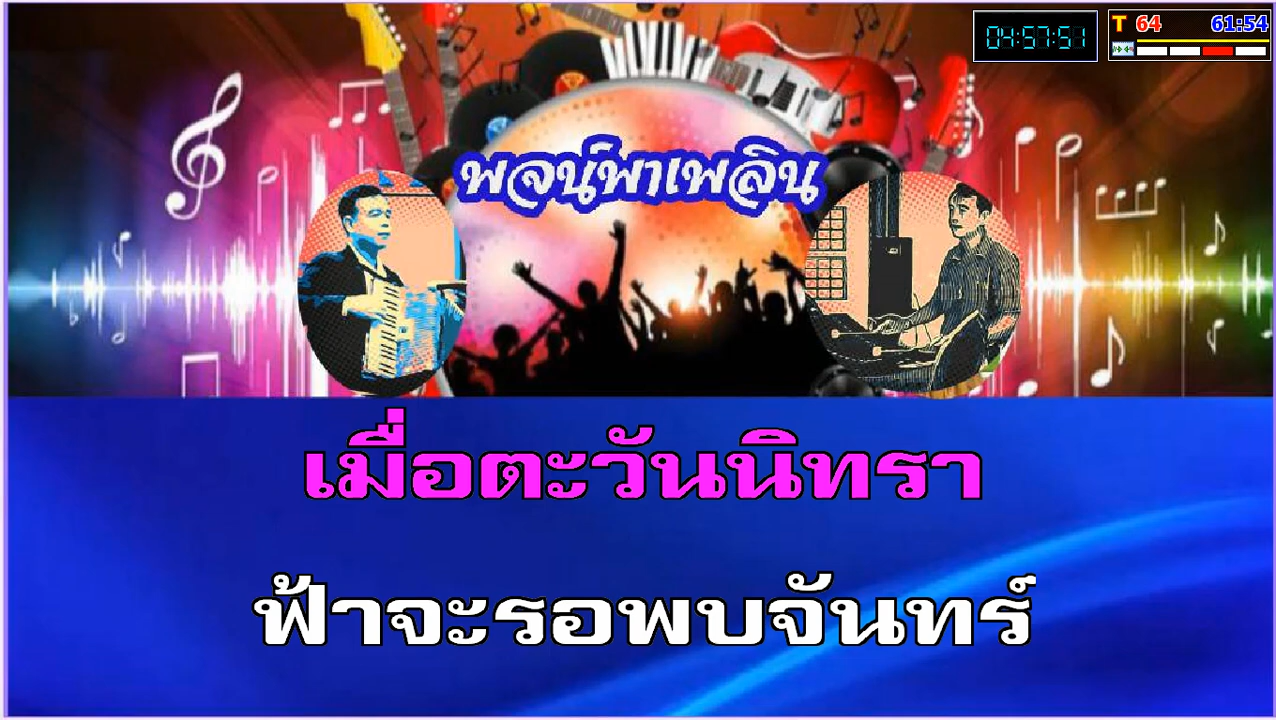 04:57:51
T 64 61:54
พจน์พาเพลิน
เมื่อตะวันนิทรา
ฟ้าจะรอพบจันทร์